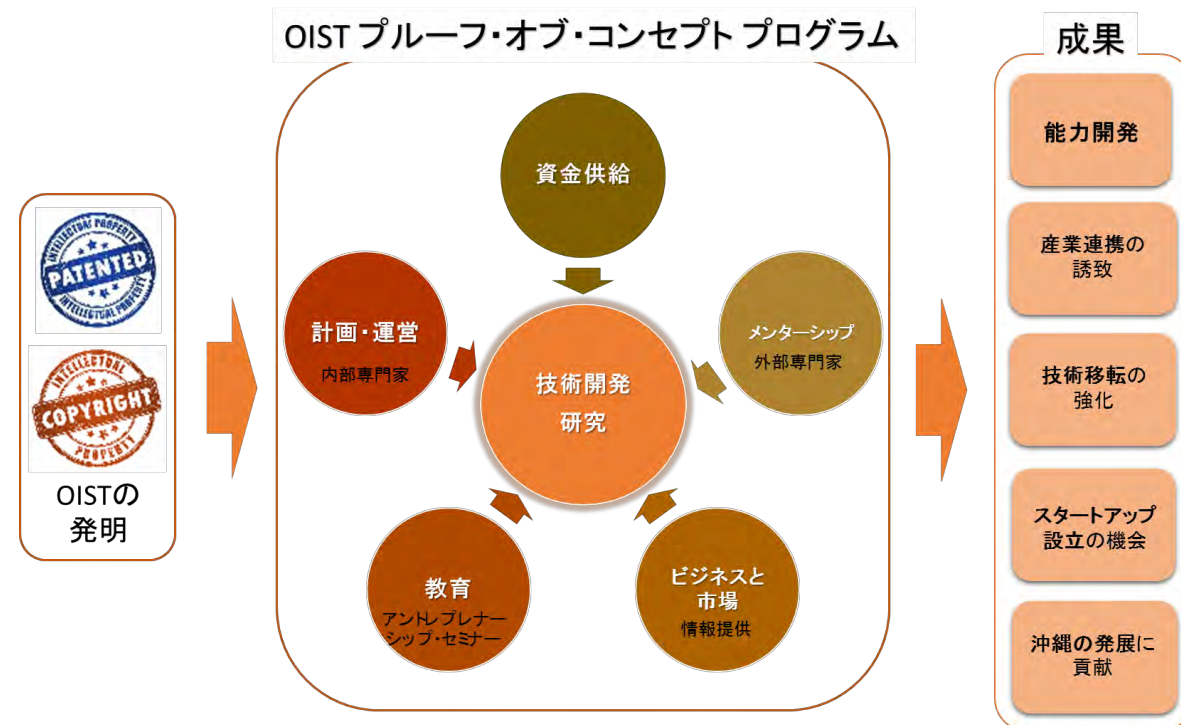 OIST プルーフ・オブ・コンセプト プログラム
INTELLECTUAL PROPERTY
PATENTED
INTELLECTUAL PROPERTY
INTELLECTUAL
COPYRIGHT
PROPERTY
OISTの
発明
資金供給
計画・運営
内部専門家
メンターシップ
外部専門家
技術開発
研究
教育
アントレプレナー
シップ・セミナー
ビジネスと
市場
情報提供
成果
能力開発
産業連携の
誘致
技術移転の
強化
スタートアップ
設立の機会
沖縄の発展に
貢献